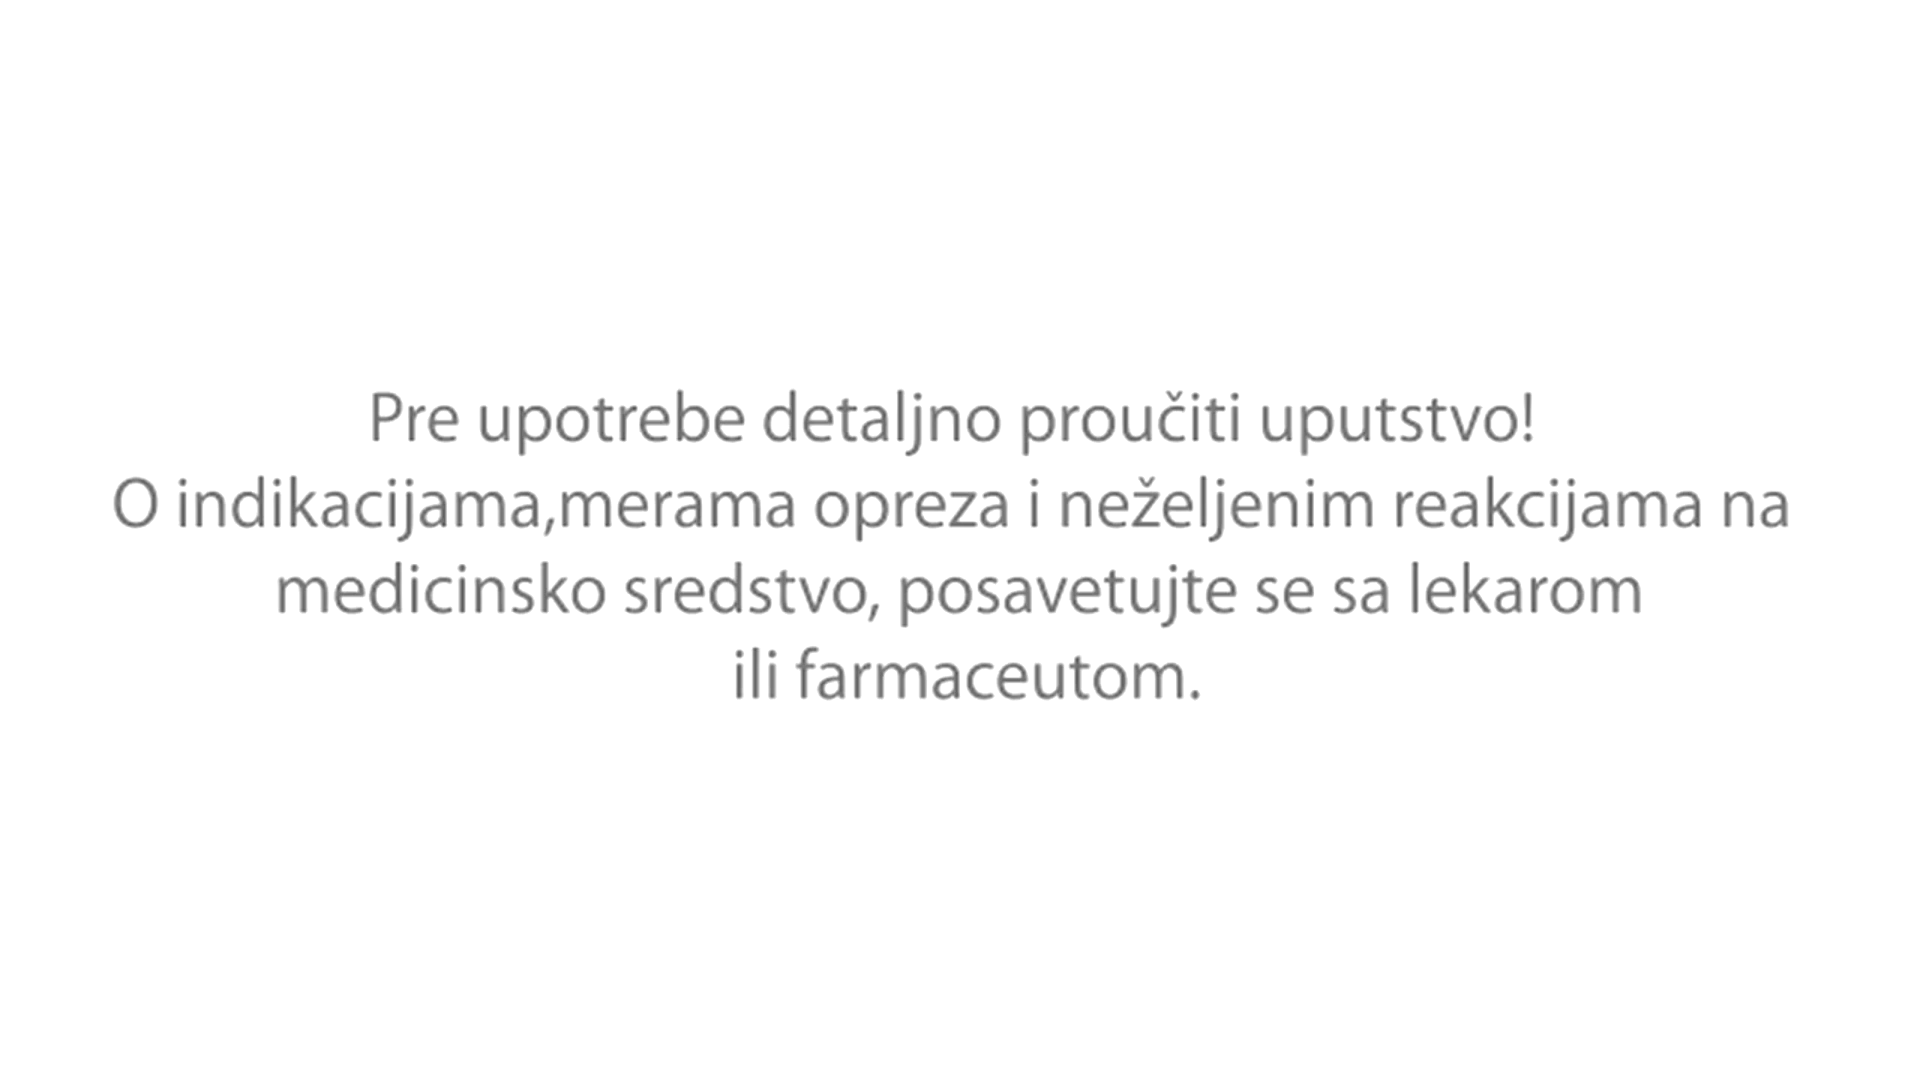 Pre upotrebe detaljno proučiti uputstvo!
O indikacijama,merama opreza i neželjenim reakcijama na
medicinsko sredstvo, posavetujte se sa lekarom
ili farmaceutom.